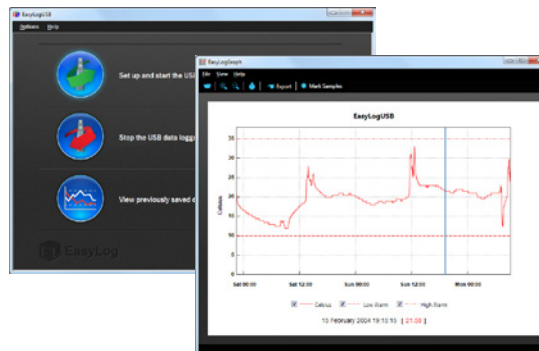 EasyLogUSB
Options Help
Set up and start the USB
Stop the USB data logg
View previously saved d
EasyLog
EasyLogGraph
File View Help
Export Mark Samples
EasyLogUSB
Celsius
35
30
25
20
15
10
5
0
Sat 00:00 Sat 12:00 Sun 00:00 Sun 12:00 Mon 00:00
Celsius Low Alarm High Alarm
15 February 2004 19:10:15 [ 21.50 ]